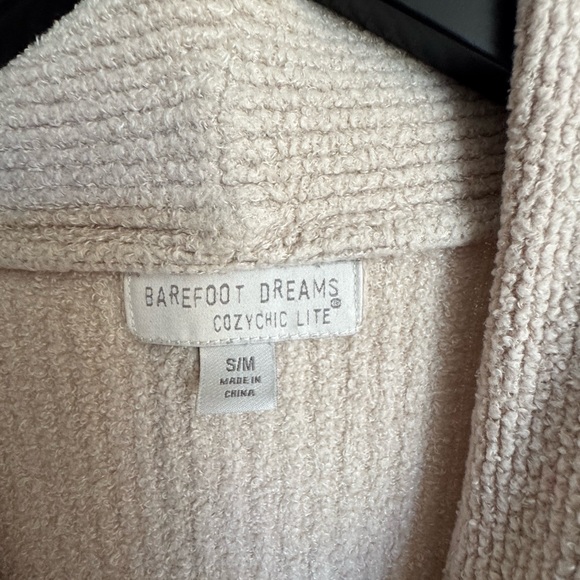 BAREFOOT DREAMS®
COZYCHIC LITE
S/M
MADE IN
CHINA